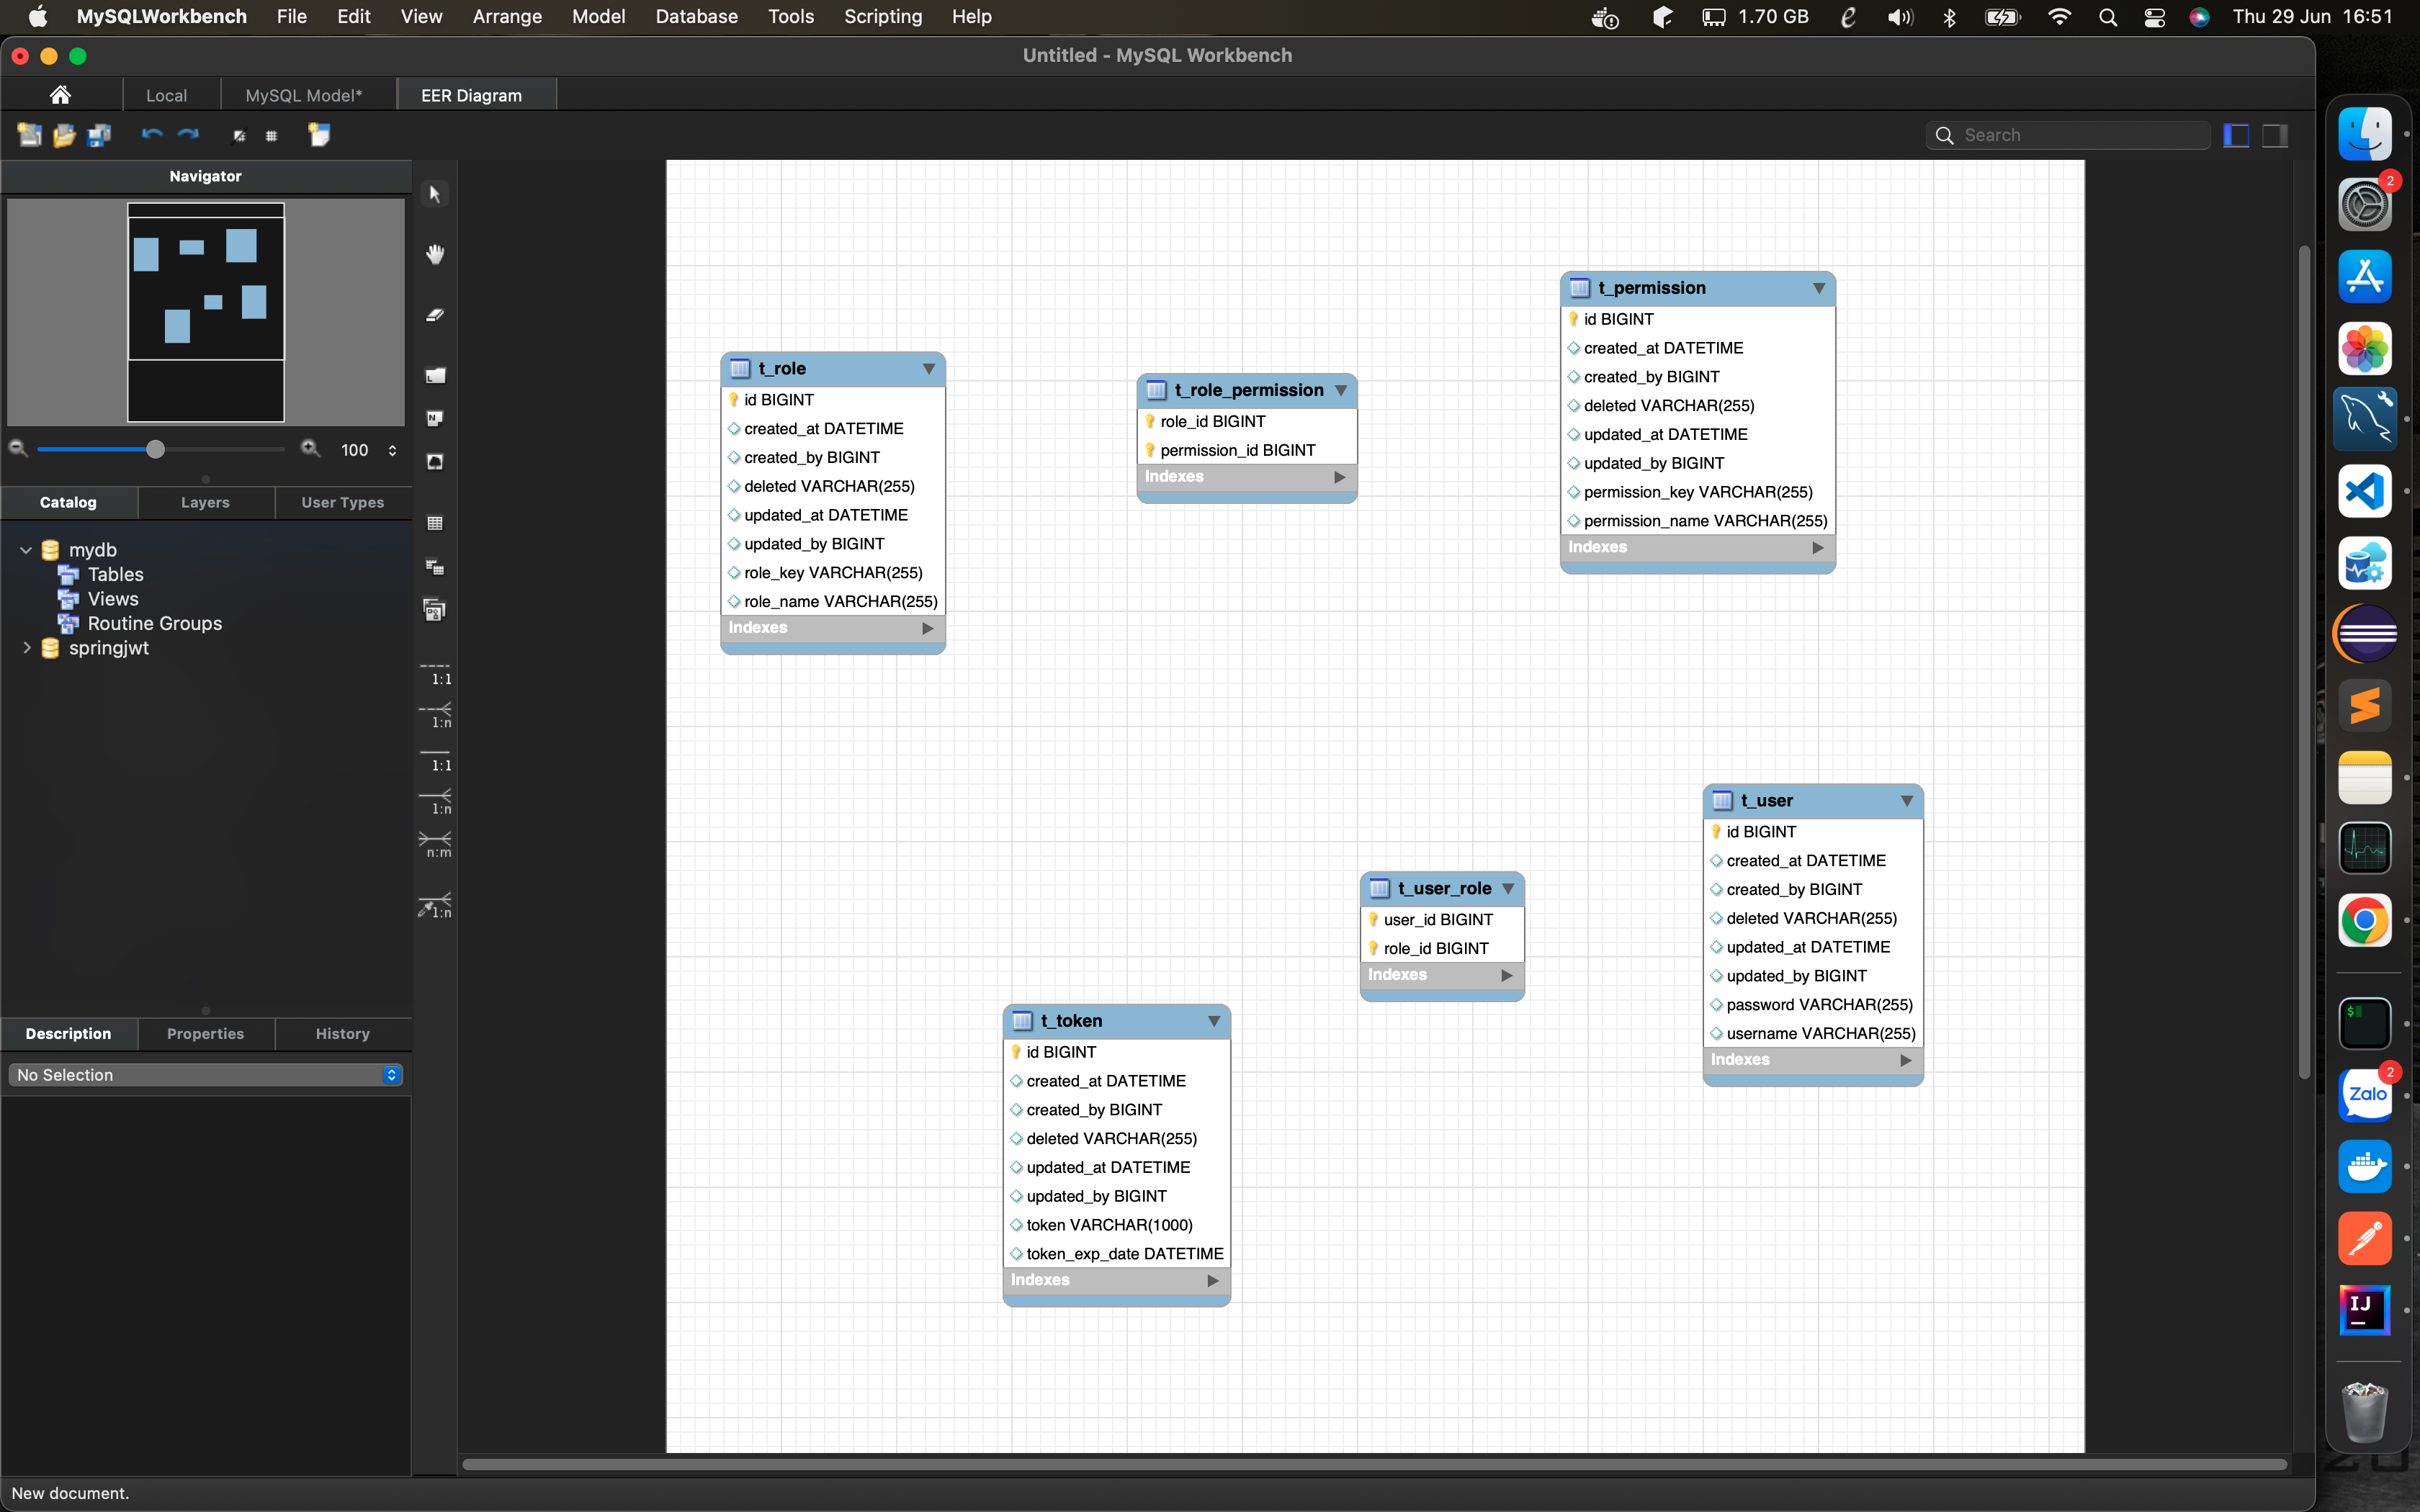 MySQLWorkbench File Edit View Arrange Model Database Tools Scripting Help 1.70 GB Thu 29 Jun 16:51
Untitled - MySQL Workbench
Local MySQL Model* EER Diagram
Search
Navigator
100
Catalog Layers User Types
mydb
Tables
Views
Routine Groups
springjwt
Description Properties History
No Selection
New document.
1:1
1:n
1:1
1:n
n:m
1:n
t_role
id BIGINT
created_at DATETIME
created_by BIGINT
deleted VARCHAR(255)
updated_at DATETIME
updated_by BIGINT
role_key VARCHAR(255)
role_name VARCHAR(255)
Indexes
t_role_permission
role_id BIGINT
permission_id BIGINT
Indexes
t_permission
id BIGINT
created_at DATETIME
created_by BIGINT
deleted VARCHAR(255)
updated_at DATETIME
updated_by BIGINT
permission_key VARCHAR(255)
permission_name VARCHAR(255)
Indexes
t_user_role
user_id BIGINT
role_id BIGINT
Indexes
t_user
id BIGINT
created_at DATETIME
created_by BIGINT
deleted VARCHAR(255)
updated_at DATETIME
updated_by BIGINT
password VARCHAR(255)
username VARCHAR(255)
Indexes
t_token
id BIGINT
created_at DATETIME
created_by BIGINT
deleted VARCHAR(255)
updated_at DATETIME
updated_by BIGINT
token VARCHAR(1000)
token_exp_date DATETIME
Indexes
2
$
2
Zalo
IJ